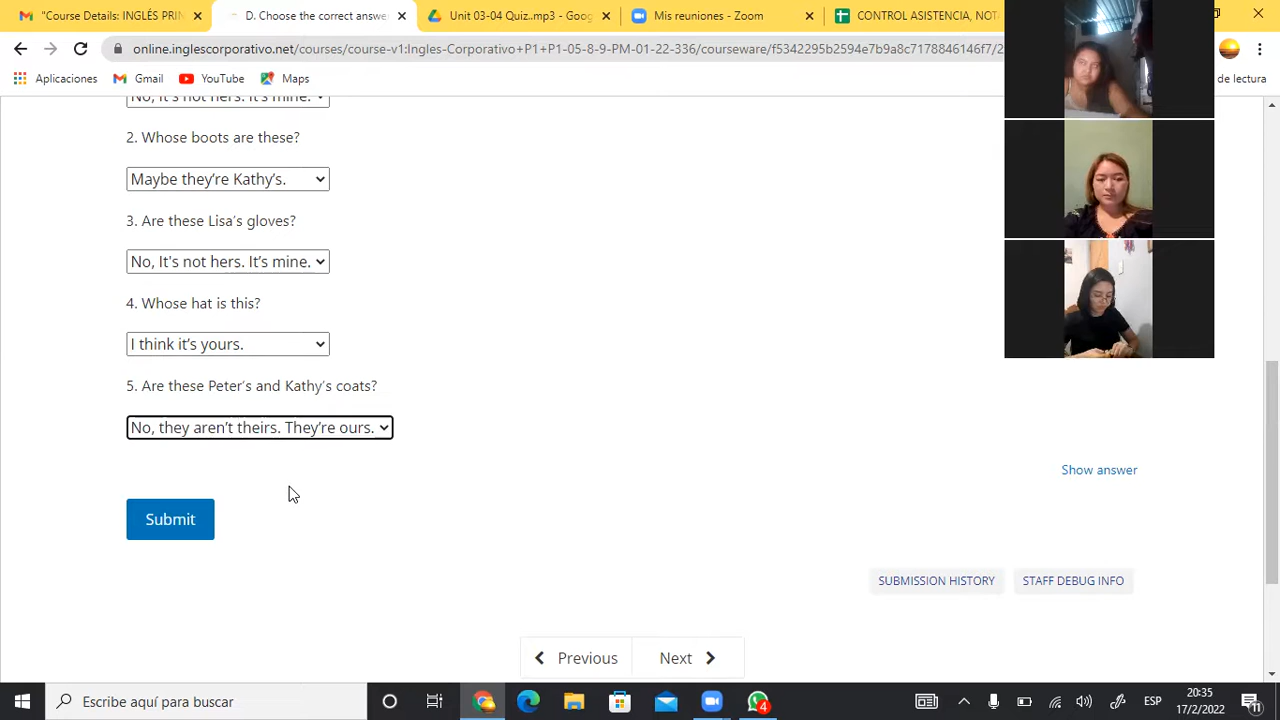 "Course Details: INGLÉS PRIN
D. Choose the correct answe
Unit 03-04 Quiz..mp3 - Goog
Mis reuniones - Zoom
CONTROL ASISTENCIA, NOT
online.inglescorporativo.net/courses/course-v1:Ingles-Corporativo+P1+P1-05-8-9-PM-01-22-336/courseware/f5342295b2594e7b9a8c7178846146f7/2
Aplicaciones
Gmail
YouTube
Maps
de lectura
No, It's not hers. It's mine.
2. Whose boots are these?
Maybe they're Kathy's.
3. Are these Lisa's gloves?
No, It's not hers. It's mine.
4. Whose hat is this?
I think it's yours.
5. Are these Peter's and Kathy's coats?
No, they aren't theirs. They're ours.
Show answer
Submit
SUBMISSION HISTORY
STAFF DEBUG INFO
Previous
Next
Escribe aquí para buscar
4
ESP
20:35
17/2/2022
11